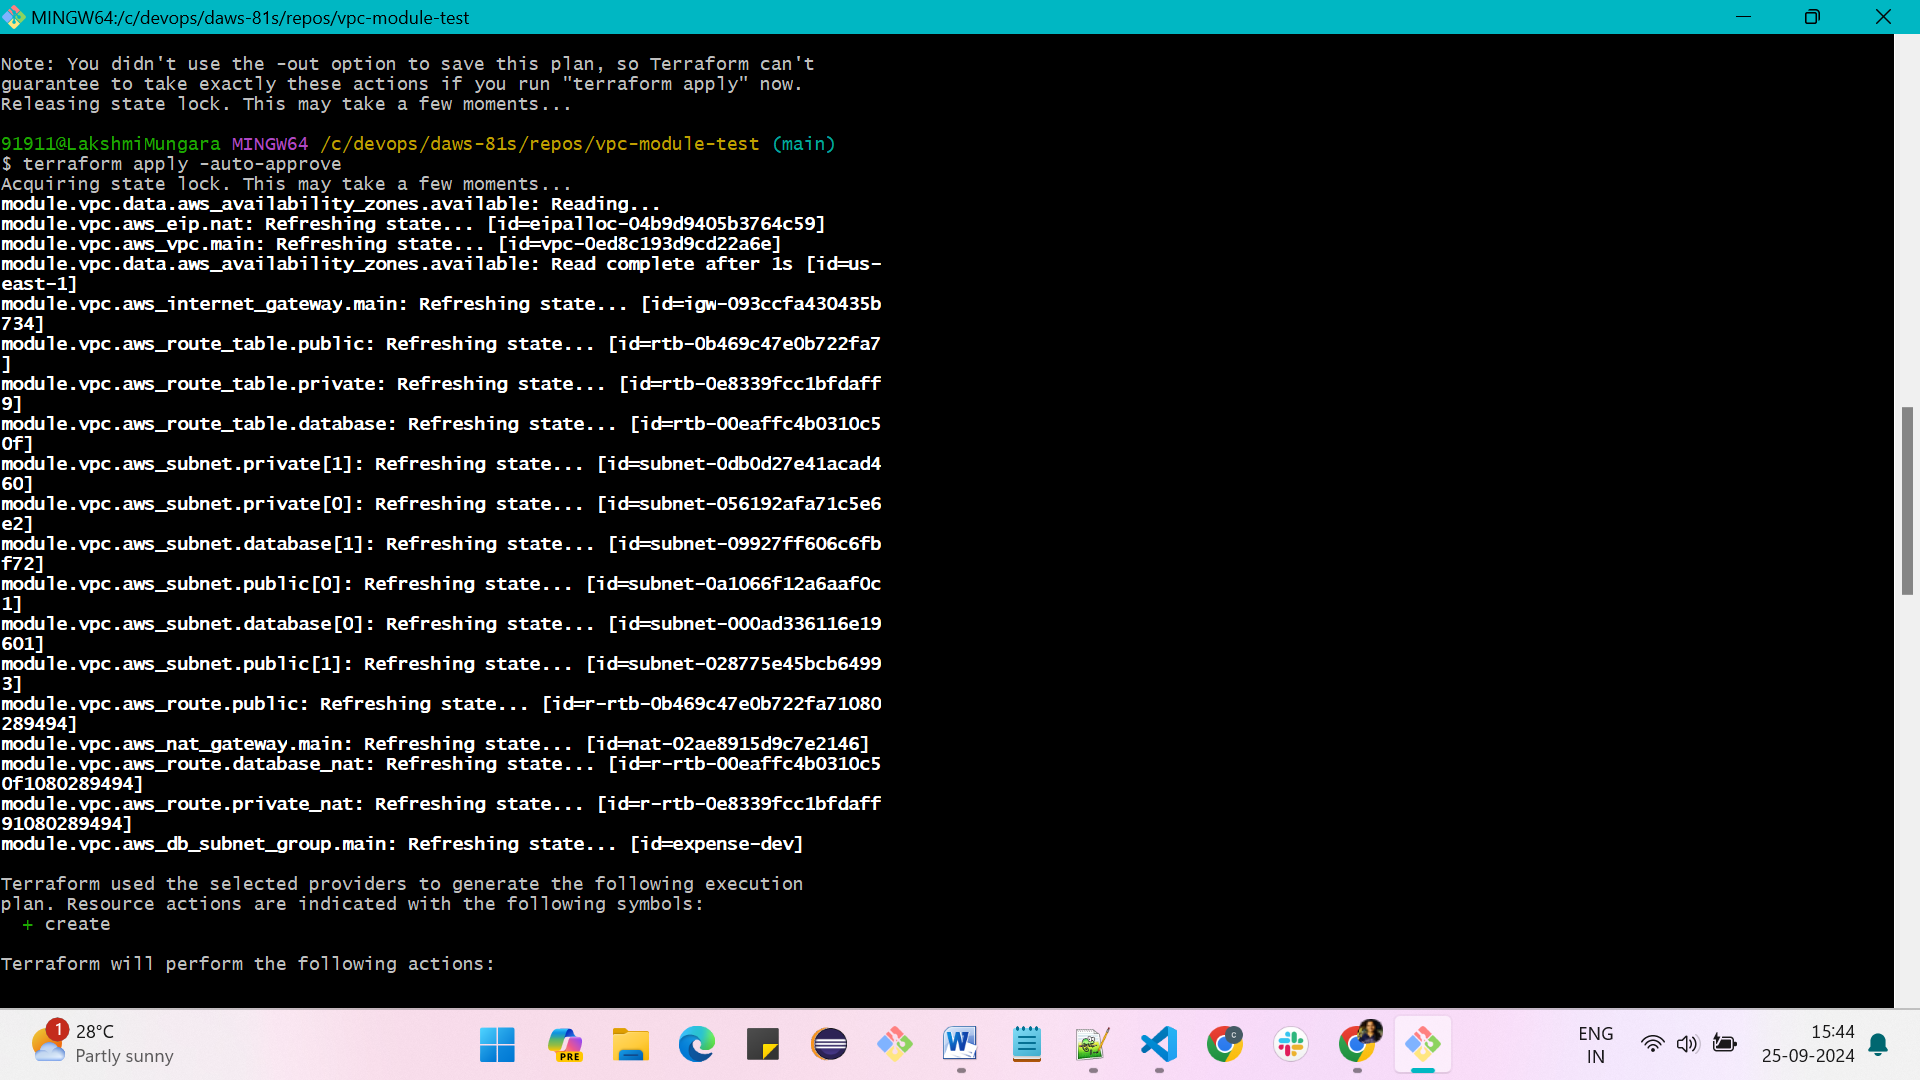 MINGW64:/c/devops/daws-81s/repos/vpc-module-test
Note: You didn't use the -out option to save this plan, so Terraform can't
guarantee to take exactly these actions if you run "terraform apply" now.
Releasing state lock. This may take a few moments...
91911@LakshmiMungara MINGW64 /c/devops/daws-81s/repos/vpc-module-test (main)
$ terraform apply -auto-approve
Acquiring state lock. This may take a few moments...
module.vpc.data.aws_availability_zones.available: Reading...
module.vpc.aws_eip.nat: Refreshing state... [id=eipalloc-04b9d9405b3764c59]
module.vpc.aws_vpc.main: Refreshing state... [id=vpc-0ed8c193d9cd22a6e]
module.vpc.data.aws_availability_zones.available: Read complete after 1s [id=us-
east-1]
module.vpc.aws_internet_gateway.main: Refreshing state... [id=igw-093ccfa430435b
734]
module.vpc.aws_route_table.public: Refreshing state... [id=rtb-0b469c47e0b722fa7
]
module.vpc.aws_route_table.private: Refreshing state... [id=rtb-0e8339fcc1bfdaff
9]
module.vpc.aws_route_table.database: Refreshing state... [id=rtb-00eaffc4b0310c5
0f]
module.vpc.aws_subnet.private[1]: Refreshing state... [id=subnet-0db0d27e41acad4
60]
module.vpc.aws_subnet.private[0]: Refreshing state... [id=subnet-056192afa71c5e6
e2]
module.vpc.aws_subnet.database[1]: Refreshing state... [id=subnet-09927ff606c6fb
f72]
module.vpc.aws_subnet.public[0]: Refreshing state... [id=subnet-0a1066f12a6aaf0c
1]
module.vpc.aws_subnet.database[0]: Refreshing state... [id=subnet-000ad336116e19
601]
module.vpc.aws_subnet.public[1]: Refreshing state... [id=subnet-028775e45bcb6499
3]
module.vpc.aws_route.public: Refreshing state... [id=r-rtb-0b469c47e0b722fa71080
289494]
module.vpc.aws_nat_gateway.main: Refreshing state... [id=nat-02ae8915d9c7e2146]
module.vpc.aws_route.database_nat: Refreshing state... [id=r-rtb-00eaffc4b0310c5
0f1080289494]
module.vpc.aws_route.private_nat: Refreshing state... [id=r-rtb-0e8339fcc1bfdaff
91080289494]
module.vpc.aws_db_subnet_group.main: Refreshing state... [id=expense-dev]
Terraform used the selected providers to generate the following execution
plan. Resource actions are indicated with the following symbols:
+ create
Terraform will perform the following actions:
1
28°C
Partly sunny
PRE
W
C
ENG
IN
15:44
25-09-2024